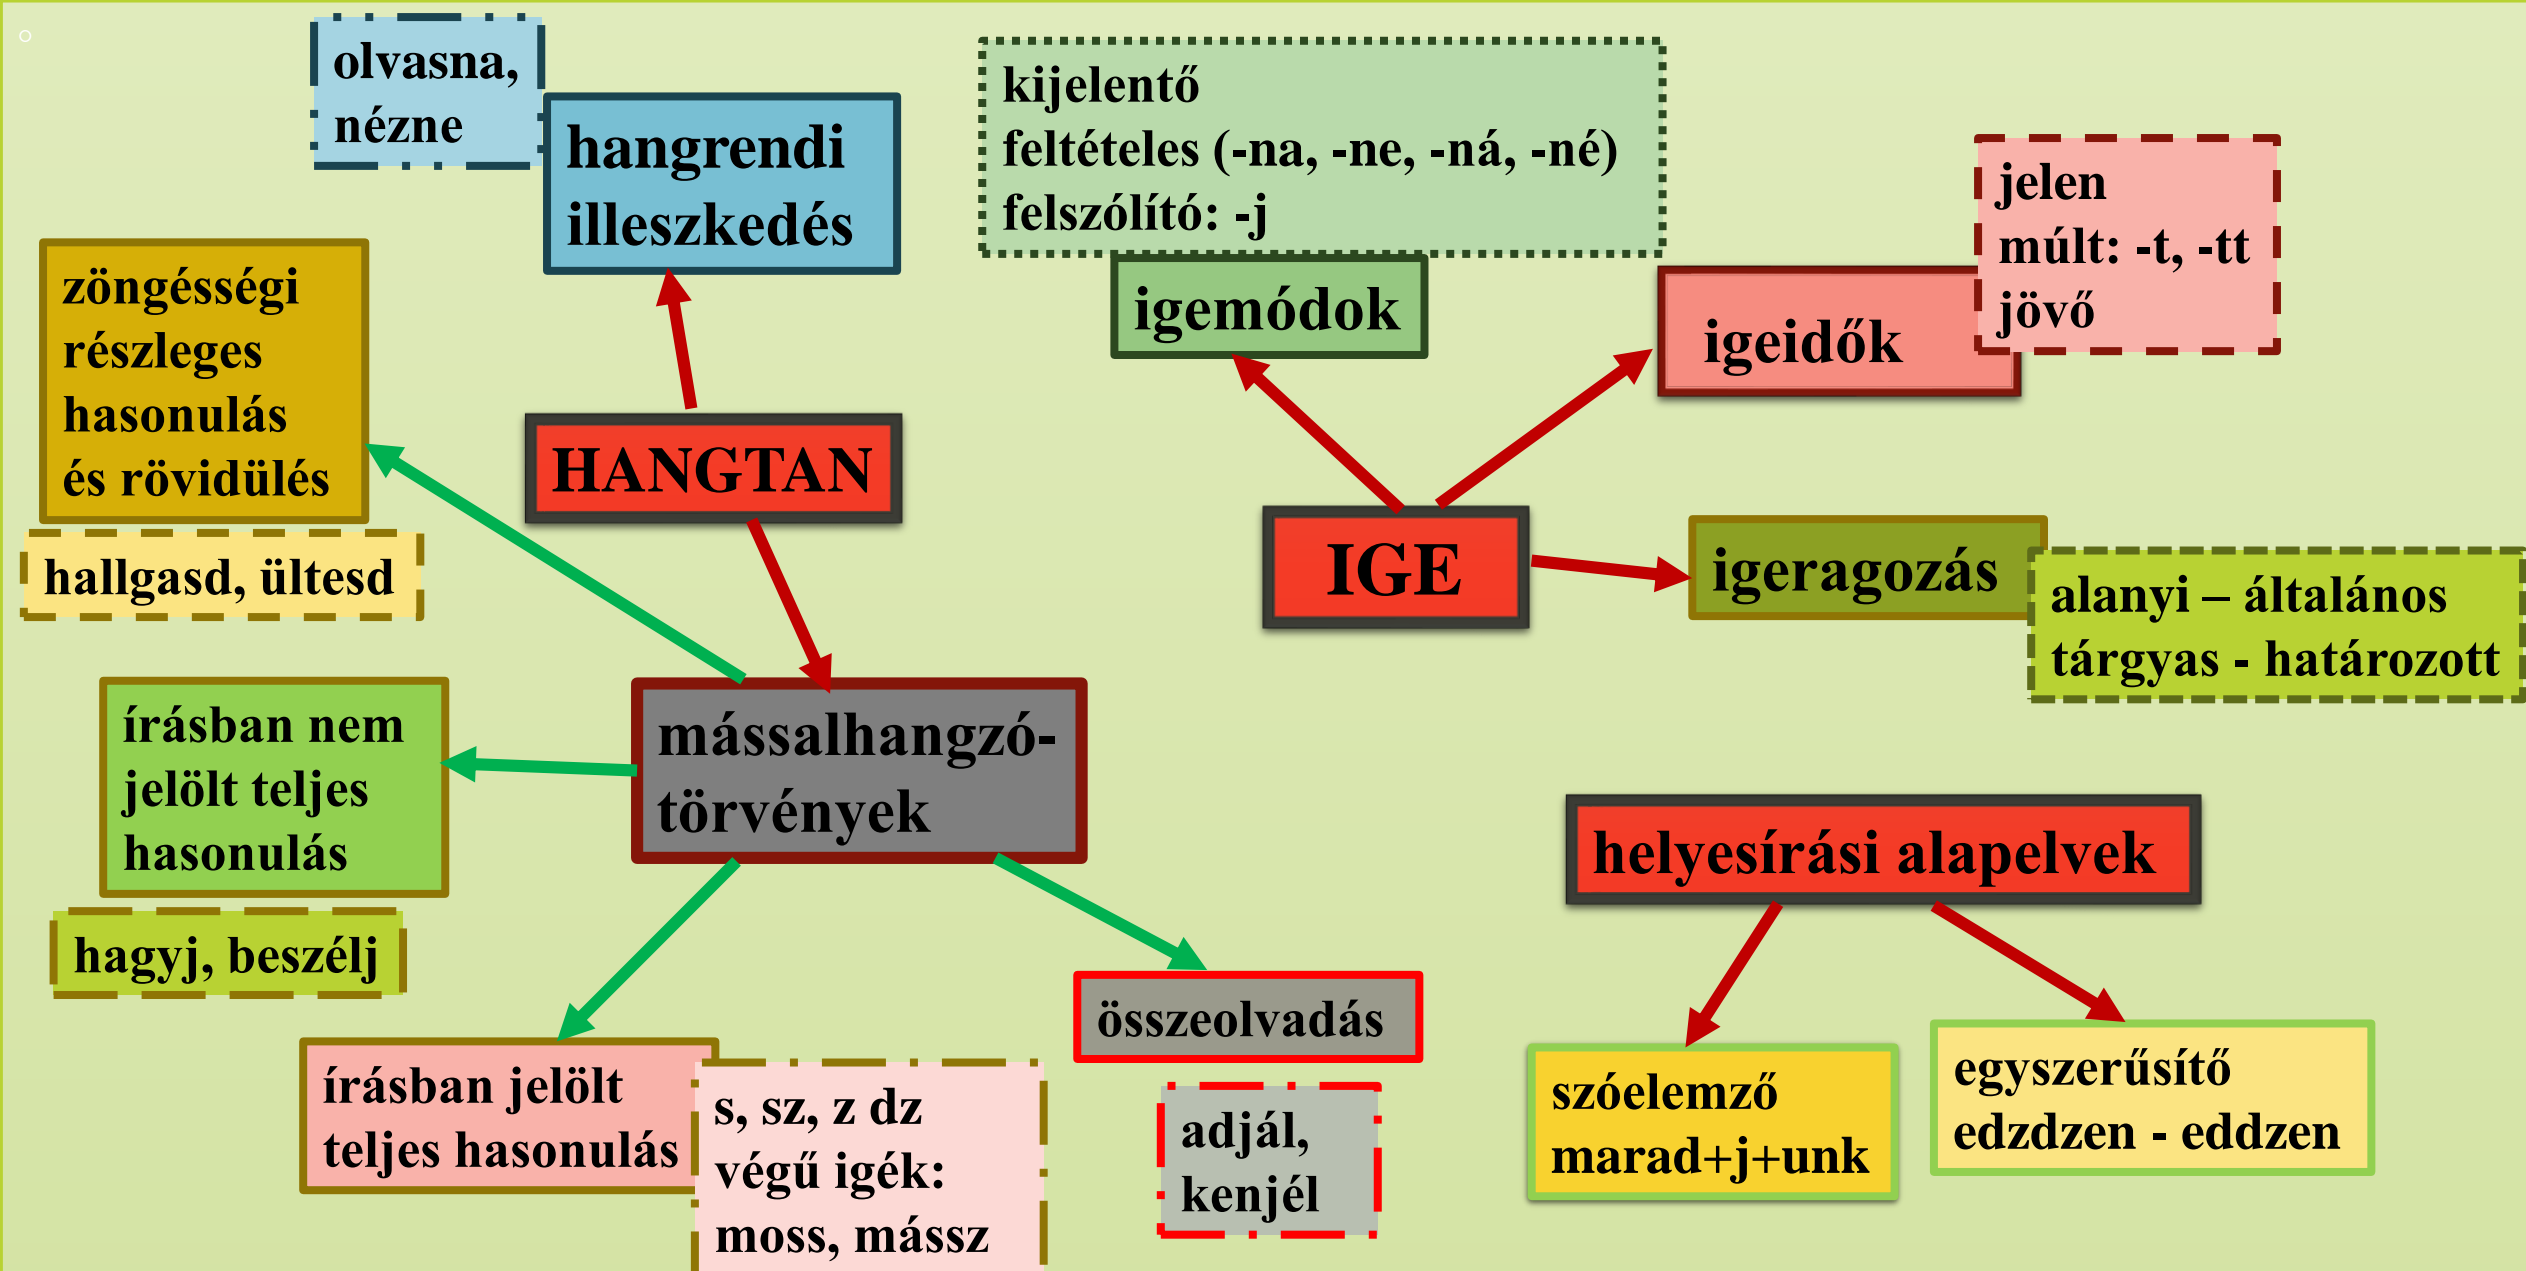 olvasna,
nézne
hangrendi
illeszkedés
zöngésségi
részleges
hasonulás
és rövidülés
hallgasd, ültesd
HANGTAN
mássalhangzó-
törvények
írásban nem
jelölt teljes
hasonulás
hagyj, beszélj
írásban jelölt
teljes hasonulás
s, sz, z dz
végű igék:
moss, mássz
összeolvadás
adjál,
kenjél
kijelentő
feltételes (-na, -ne, -ná, -né)
felszólító: -j
igemódok
jelen
múlt: -t, -tt
jövő
igeidők
IGE
igeragozás
alanyi – általános
tárgyas - határozott
helyesírási alapelvek
szóelemző
marad+j+unk
egyszerűsítő
edzdzen - eddzen